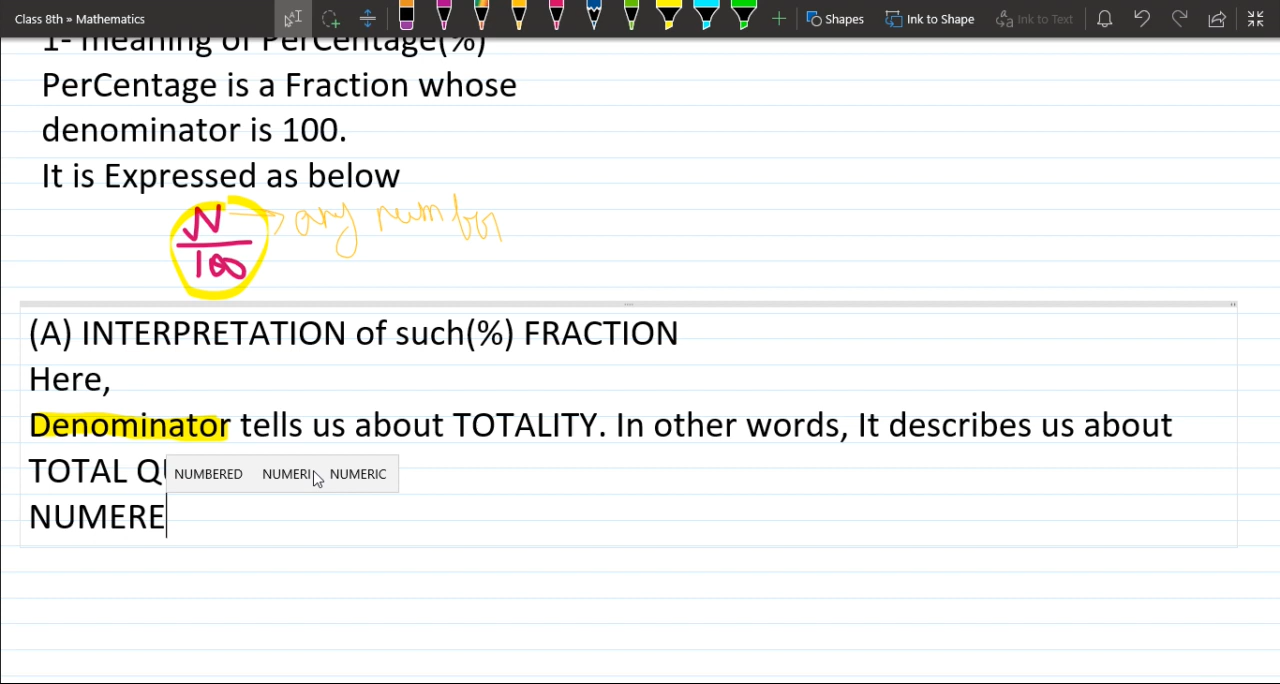 Class 8th » Mathematics
Shapes
Ink to Shape
Ink to Text
1- meaning of PerCentage(%)
PerCentage is a Fraction whose
denominator is 100.
It is Expressed as below
N
100
→ any number
(A) INTERPRETATION of such(%) FRACTION
Here,
Denominator tells us about TOTALITY. In other words, It describes us about
TOTAL
NUMBERED NUMERI NUMERIC
NUMERE